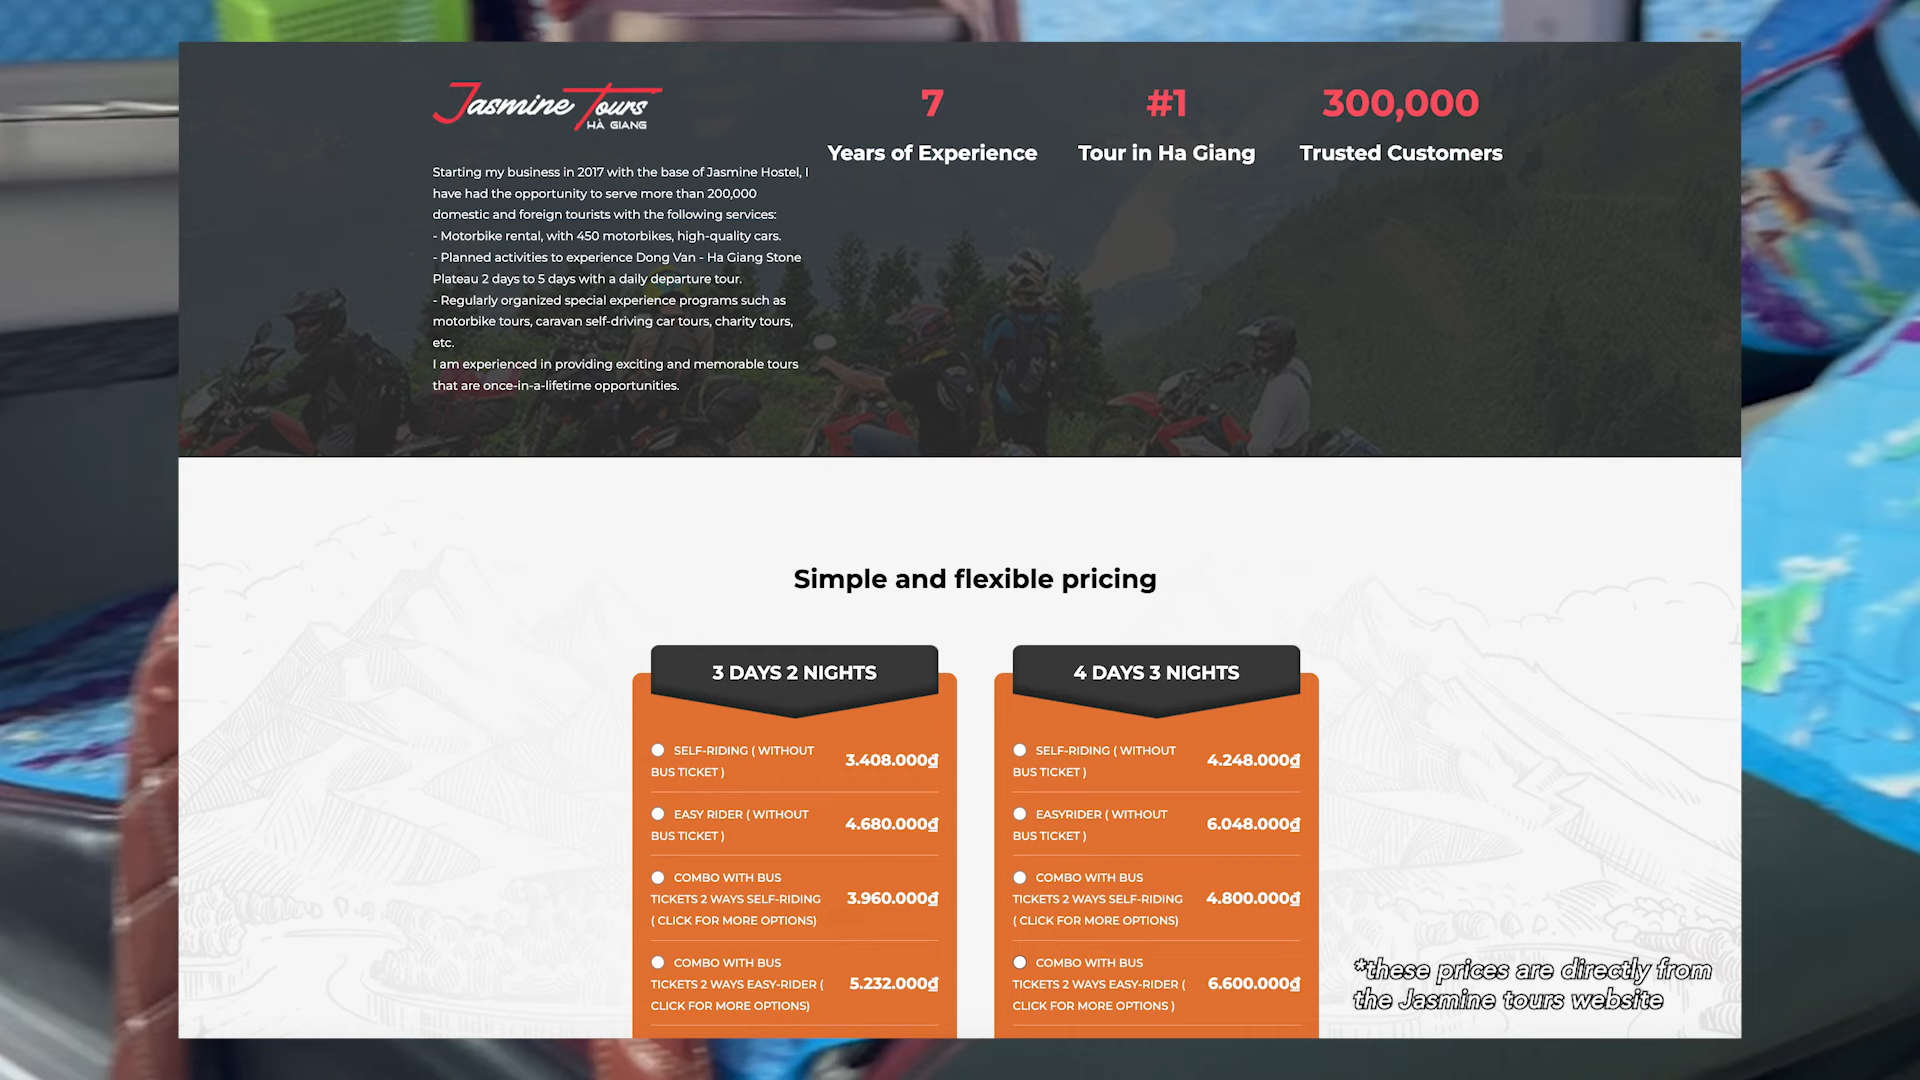 Jasmine Tours
HÀ GIANG
Starting my business in 2017 with the base of Jasmine Hostel, I
have had the opportunity to serve more than 200,000
domestic and foreign tourists with the following services:
- Motorbike rental, with 450 motorbikes, high-quality cars.
- Planned activities to experience Dong Van - Ha Giang Stone
Plateau 2 days to 5 days with a daily departure tour.
- Regularly organized special experience programs such as
motorbike tours, caravan self-driving car tours, charity tours,
etc.
I am experienced in providing exciting and memorable tours
that are once-in-a-lifetime opportunities.
7
Years of Experience
#1
Tour in Ha Giang
300,000
Trusted Customers
Simple and flexible pricing
3 DAYS 2 NIGHTS
SELF-RIDING ( WITHOUT
BUS TICKET )
3.408.000₫
EASY RIDER ( WITHOUT
BUS TICKET )
4.680.000₫
COMBO WITH BUS
TICKETS 2 WAYS SELF-RIDING
( CLICK FOR MORE OPTIONS)
3.960.000₫
COMBO WITH BUS
TICKETS 2 WAYS EASY-RIDER (
CLICK FOR MORE OPTIONS)
5.232.000₫
4 DAYS 3 NIGHTS
SELF-RIDING ( WITHOUT
BUS TICKET )
4.248.000₫
EASYRIDER ( WITHOUT
BUS TICKET )
6.048.000₫
COMBO WITH BUS
TICKETS 2 WAYS SELF-RIDING
( CLICK FOR MORE OPTIONS)
4.800.000₫
COMBO WITH BUS
TICKETS 2 WAYS EASY-RIDER (
CLICK FOR MORE OPTIONS )
6.600.000₫
*these prices are directly from
the Jasmine tours website